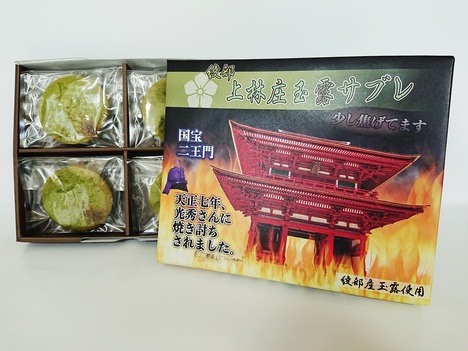 綾部
上林産玉露サブレ
少し焦げてます
国宝
二王門
天正七年、
光秀さんに
焼き討ち
されました。
綾部産玉露使用